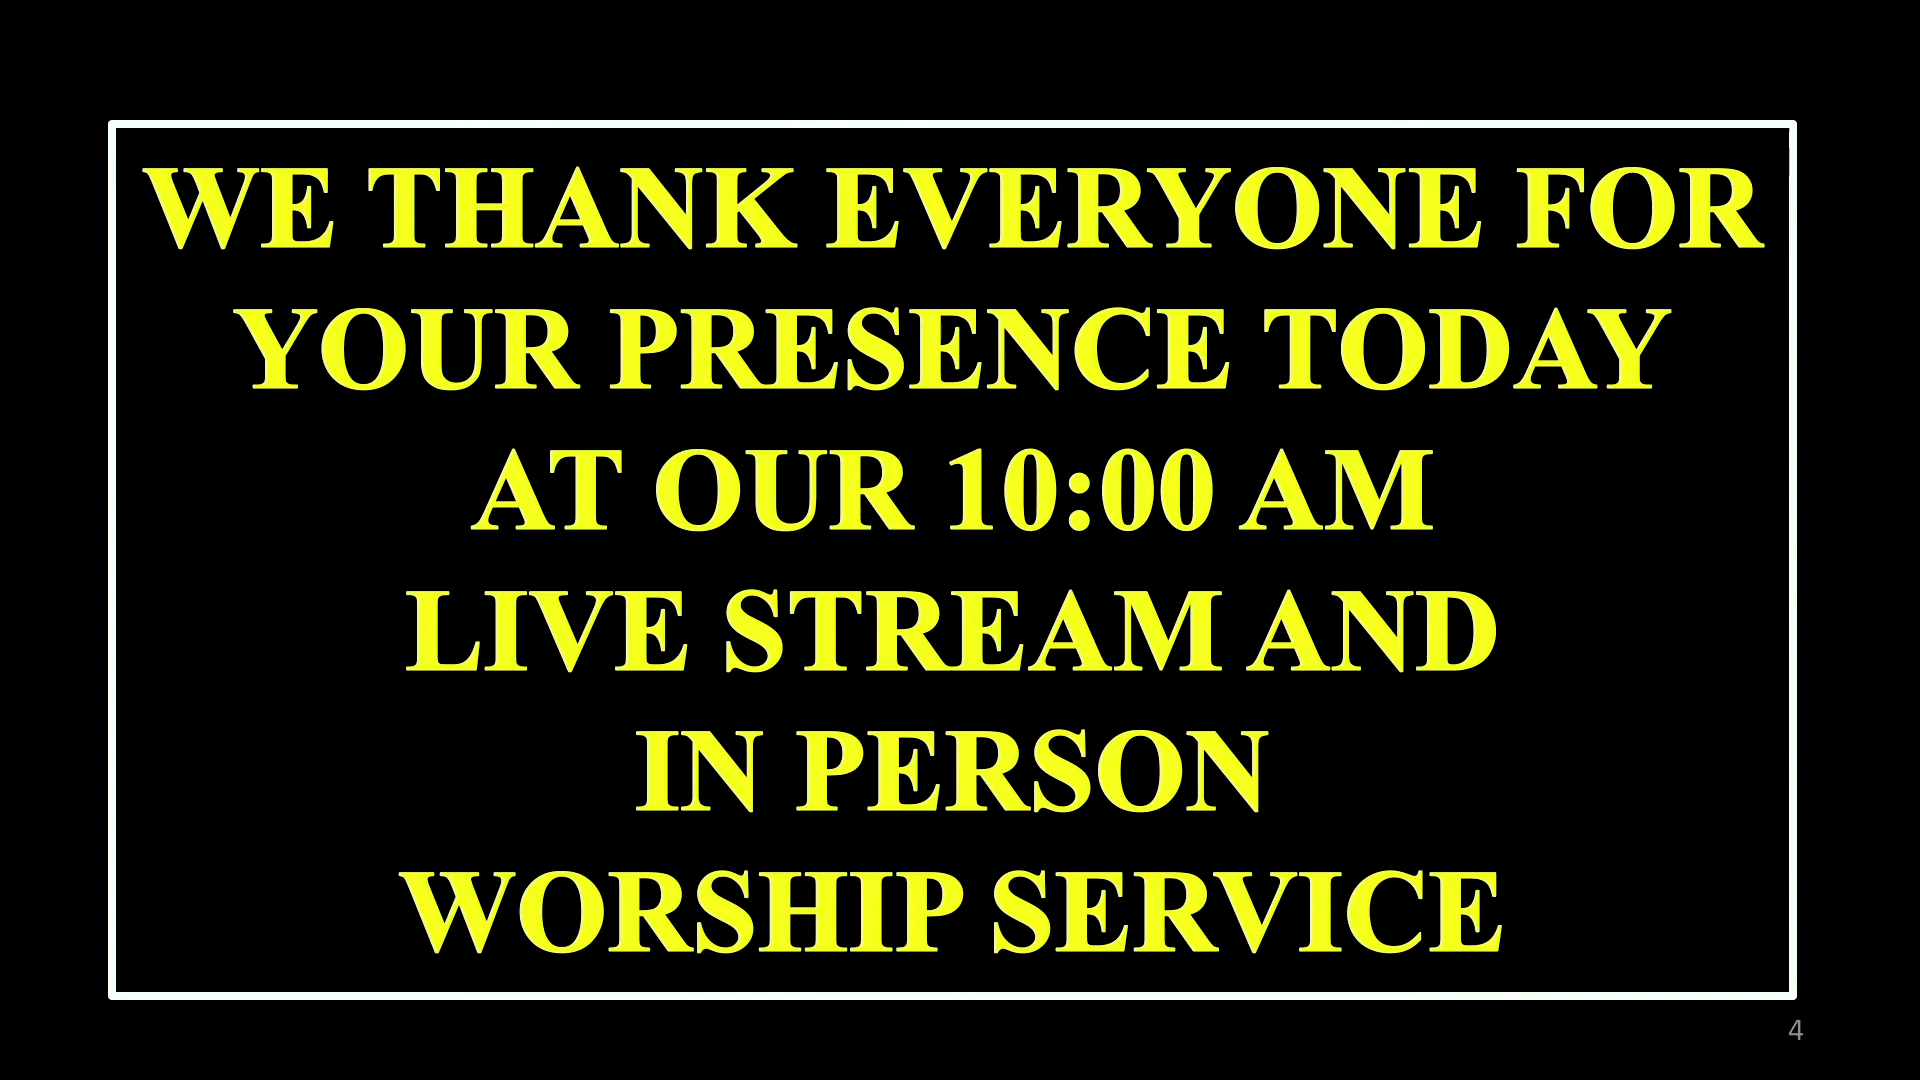 WE THANK EVERYONE FOR
YOUR PRESENCE TODAY
AT OUR 10:00 AM
LIVE STREAM AND
IN PERSON
WORSHIP SERVICE
4